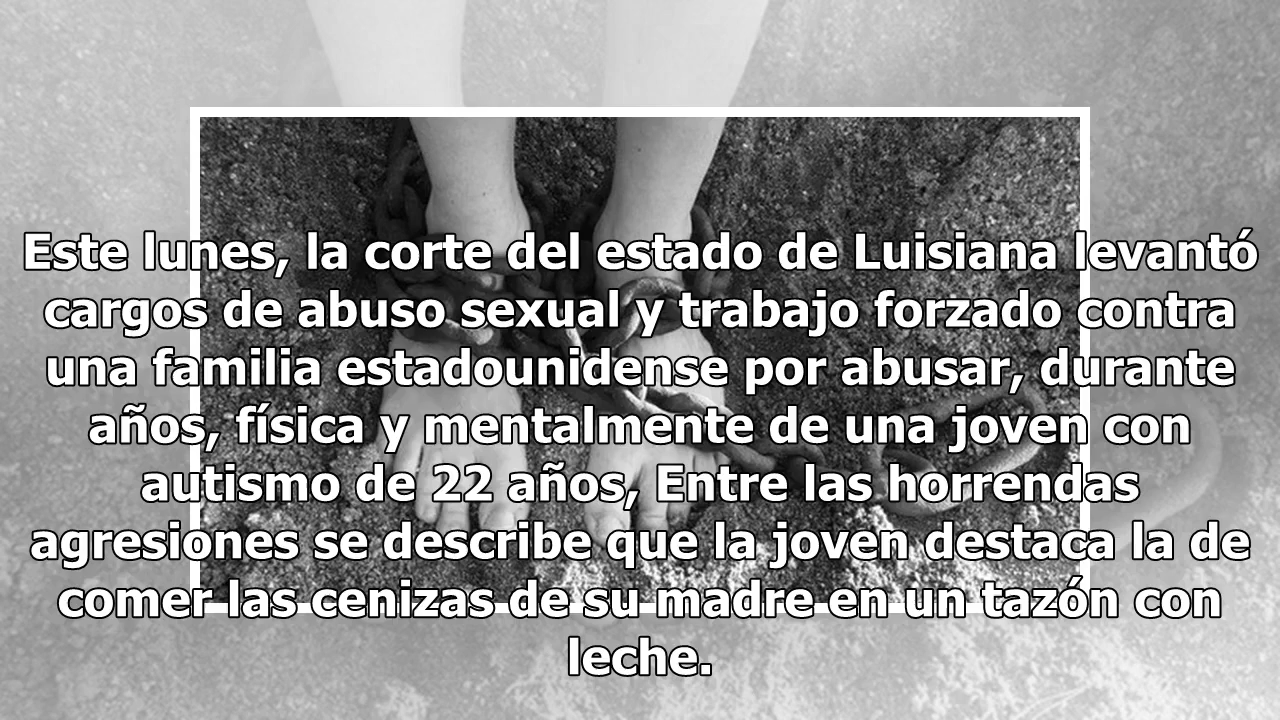 Este lunes, la corte del estado de Luisiana levantó
cargos de abuso sexual y trabajo forzado contra
una familia estadounidense por abusar, durante
años, física y mentalmente de una joven con
autismo de 22 años, Entre las horrendas
agresiones se describe que la joven destaca la de
comer las cenizas de su madre en un tazón con
leche.